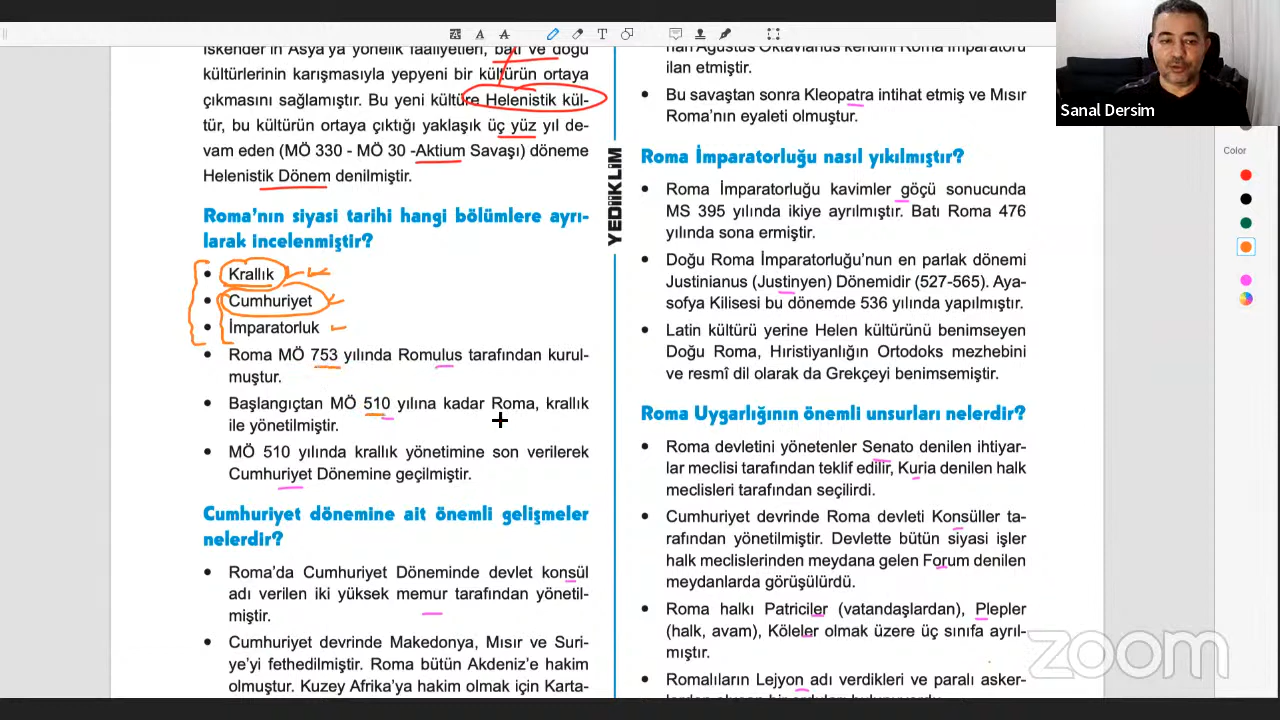 İskender'in Asya'ya yönelik faaliyetleri, batı ve doğu
kültürlerinin karışmasıyla yepyeni bir kültürün ortaya
çıkmasını sağlamıştır. Bu yeni kültüre Helenistik kül-
tür, bu kültürün ortaya çıktığı yaklaşık üç yüz yıl de-
vam eden (MÖ 330 - MÖ 30 -Aktium Savaşı) döneme
Helenistik Dönem denilmiştir.
Roma'nın siyasi tarihi hangi bölümlere ayrı-
larak incelenmiştir?
• Krallık
• Cumhuriyet
• İmparatorluk
• Roma MÖ 753 yılında Romulus tarafından kurul-
muştur.
• Başlangıçtan MÖ 510 yılına kadar Roma, krallık
ile yönetilmiştir.
• MÖ 510 yılında krallık yönetimine son verilerek
Cumhuriyet Dönemine geçilmiştir.
Cumhuriyet dönemine ait önemli gelişmeler
nelerdir?
• Roma'da Cumhuriyet Döneminde devlet konsül
adı verilen iki yüksek memur tarafından yönetil-
miştir.
• Cumhuriyet devrinde Makedonya, Mısır ve Suri-
ye'yi fethedilmiştir. Roma bütün Akdeniz'e hakim
olmuştur. Kuzey Afrika'ya hakim olmak için Karta-
YEDİİKLİM
nan Agustus Oktavianus kendini Roma İmparatoru
ilan etmiştir.
• Bu savaştan sonra Kleopatra intihat etmiş ve Mısır
Roma'nın eyaleti olmuştur.
Roma İmparatorluğu nasıl yıkılmıştır?
• Roma İmparatorluğu kavimler göçü sonucunda
MS 395 yılında ikiye ayrılmıştır. Batı Roma 476
yılında sona ermiştir.
• Doğu Roma İmparatorluğu'nun en parlak dönemi
Justinianus (Justinyen) Dönemidir (527-565). Aya-
sofya Kilisesi bu dönemde 536 yılında yapılmıştır.
• Latin kültürü yerine Helen kültürünü benimseyen
Doğu Roma, Hıristiyanlığın Ortodoks mezhebini
ve resmî dil olarak da Grekçeyi benimsemiştir.
Roma Uygarlığının önemli unsurları nelerdir?
• Roma devletini yönetenler Senato denilen ihtiyar-
lar meclisi tarafından teklif edilir, Kuria denilen halk
meclisleri tarafından seçilirdi.
• Cumhuriyet devrinde Roma devleti Konsüller ta-
rafından yönetilmiştir. Devlette bütün siyasi işler
halk meclislerinden meydana gelen Forum denilen
meydanlarda görüşülürdü.
• Roma halkı Patriciler (vatandaşlardan), Plepler
(halk, avam), Köleler olmak üzere üç sınıfa ayrıl-
mıştır.
• Romalıların Lejyon adı verdikleri ve paralı asker-
Sanal Dersim
Color
zoom